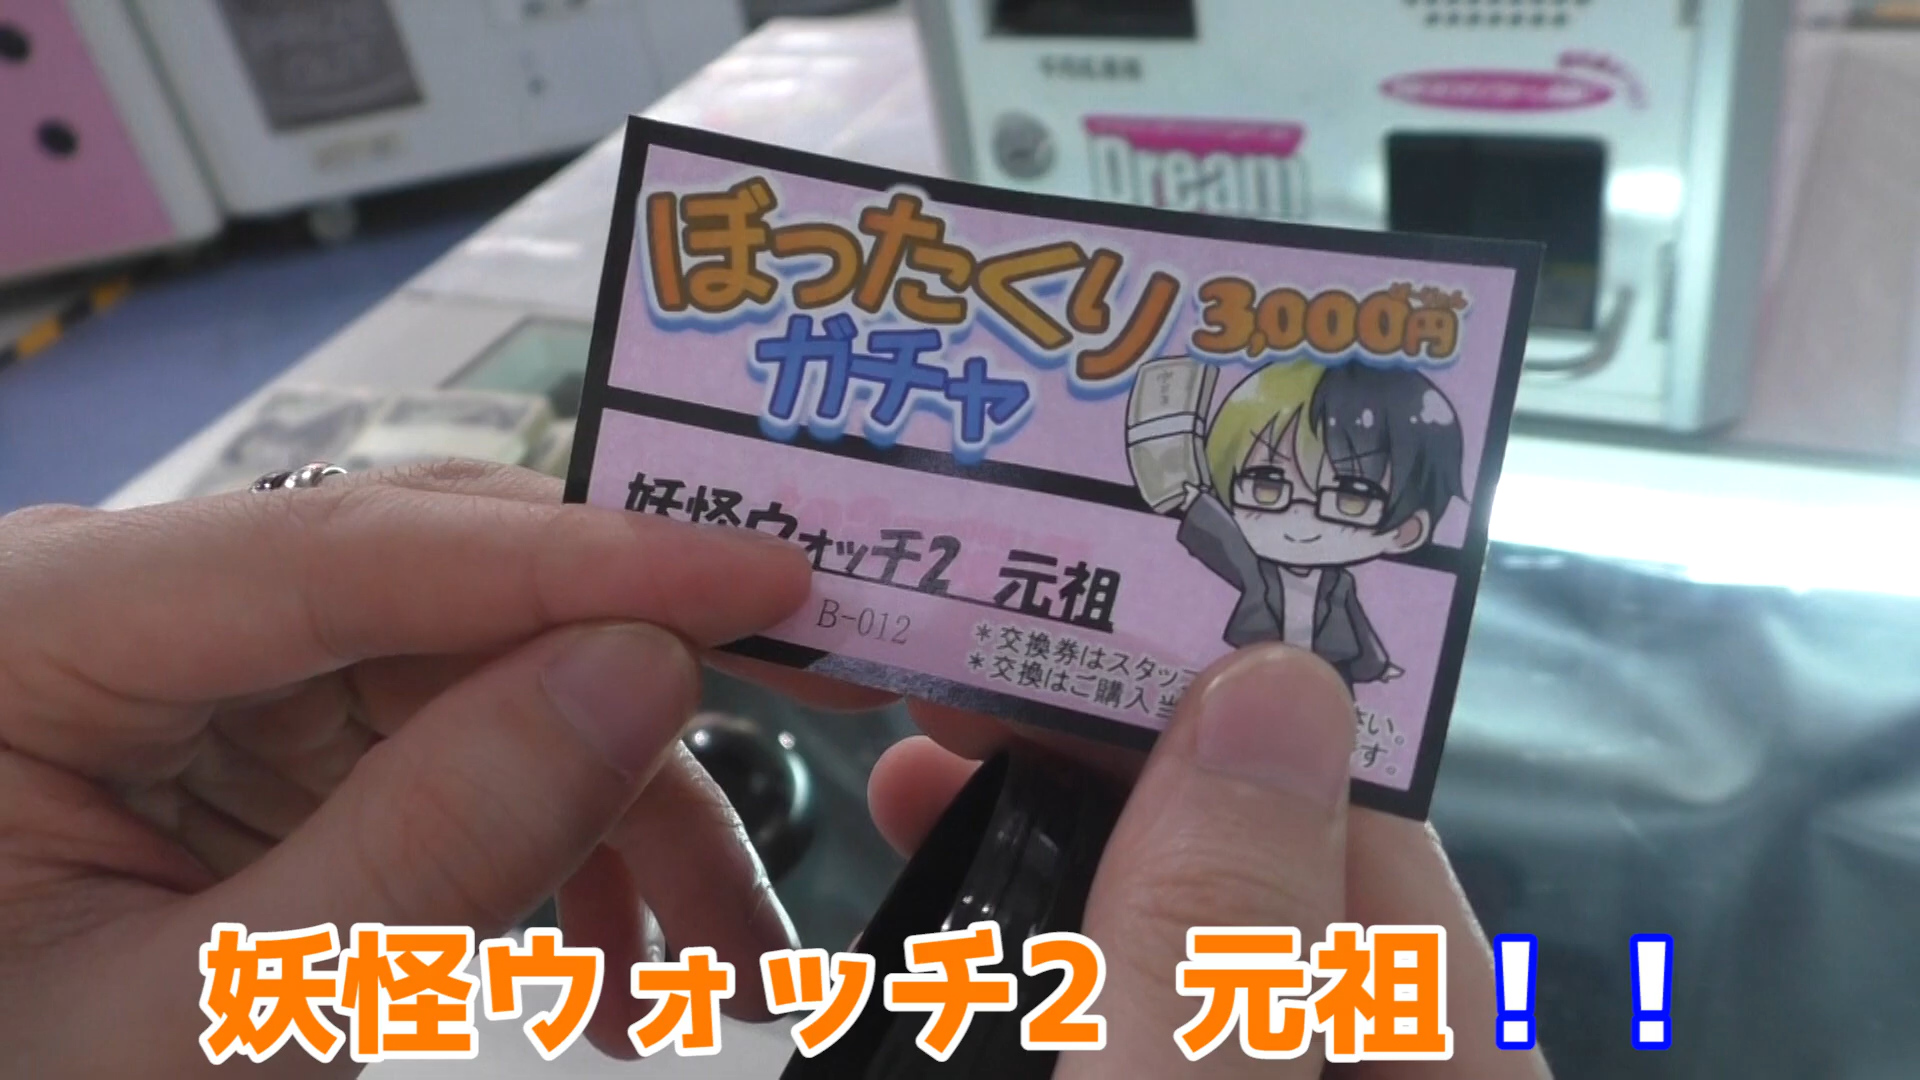 Dream
ぼったくり
3,000円
ガチャ
妖怪ウォッチ2 元祖
B-012
*交換券はスタッフ
さい。
*交換はご購入当
す。
妖怪ウォッチ2 元祖!!